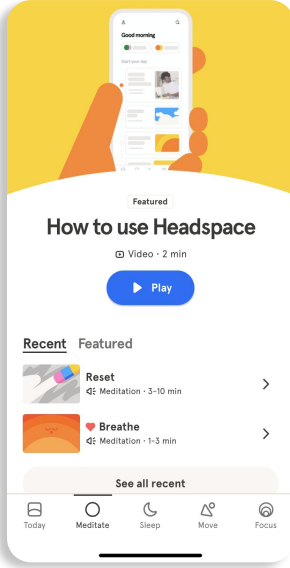 Good morning
Start your day
Featured
How to use Headspace
Video · 2 min
Play
Recent Featured
Reset
Meditation · 3-10 min
Breathe
Meditation · 1-3 min
See all recent
Today Meditate Sleep Move Focus